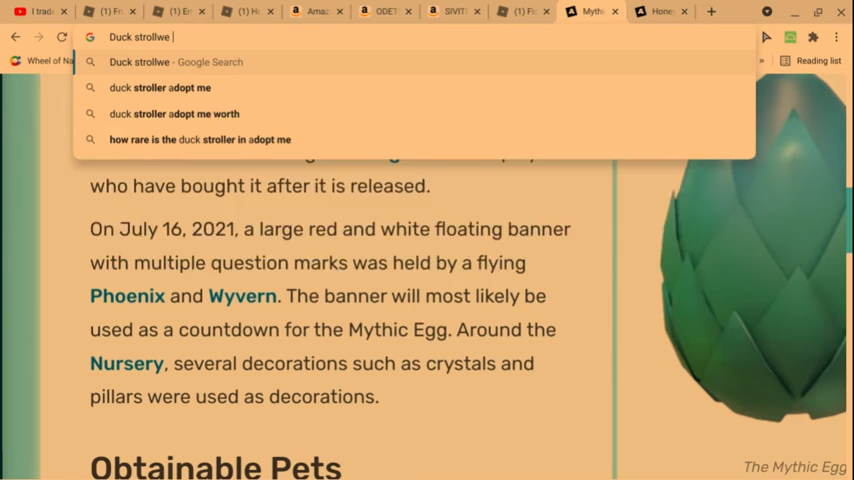 I trad
(1) Fr
(1) En
(1) H
Amaz
ODET
SIVIT
(1) F
Mythi
Hone
Duck strollwe
Wheel of Na
Reading list
Duck strollwe - Google Search
duck stroller adopt me
duck stroller adopt me worth
how rare is the duck stroller in adopt me
who have bought it after it is released.
On July 16, 2021, a large red and white floating banner
with multiple question marks was held by a flying
Phoenix and Wyvern. The banner will most likely be
used as a countdown for the Mythic Egg. Around the
Nursery, several decorations such as crystals and
pillars were used as decorations.
Obtainable Pets
The Mythic Egg